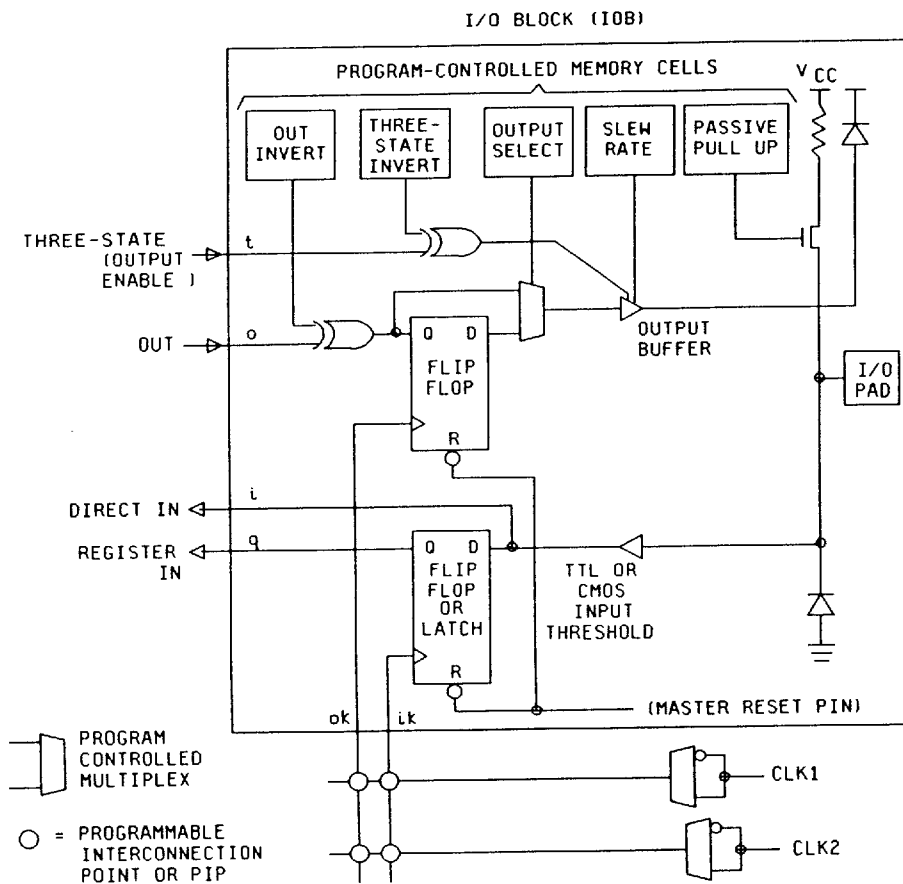 I/O BLOCK (IOB)
PROGRAM-CONTROLLED MEMORY CELLS
V CC
OUT
INVERT
THREE-
STATE
INVERT
OUTPUT
SELECT
SLEW
RATE
PASSIVE
PULL UP
THREE-STATE
(OUTPUT
ENABLE )
t
OUT
o
Q D
FLIP
FLOP
R
OUTPUT
BUFFER
I/O
PAD
DIRECT IN
i
REGISTER
IN
q
Q D
FLIP
FLOP
OR
LATCH
R
TTL OR
CMOS
INPUT
THRESHOLD
ok
ik
(MASTER RESET PIN)
PROGRAM
CONTROLLED
MULTIPLEX
CLK1
= PROGRAMMABLE
INTERCONNECTION
POINT OR PIP
CLK2